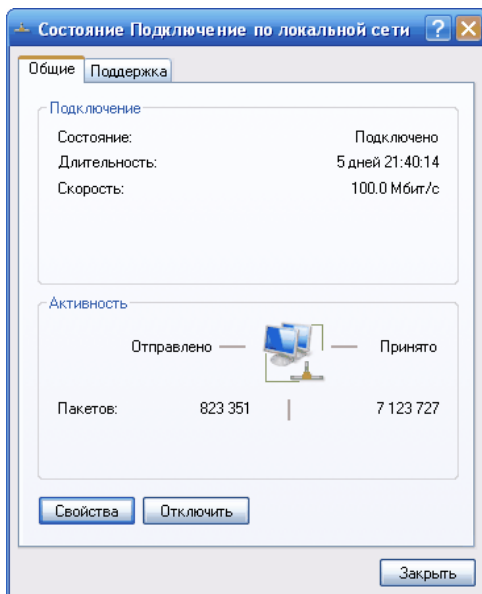 Состояние Подключение по локальной сети
Общие Поддержка
Подключение
Состояние: Подключено
Длительность: 5 дней 21:40:14
Скорость: 100.0 Мбит/с
Активность
Отправлено — — Принято
Пакетов: 823 351 | 7 123 727
Свойства Отключить
Закрыть